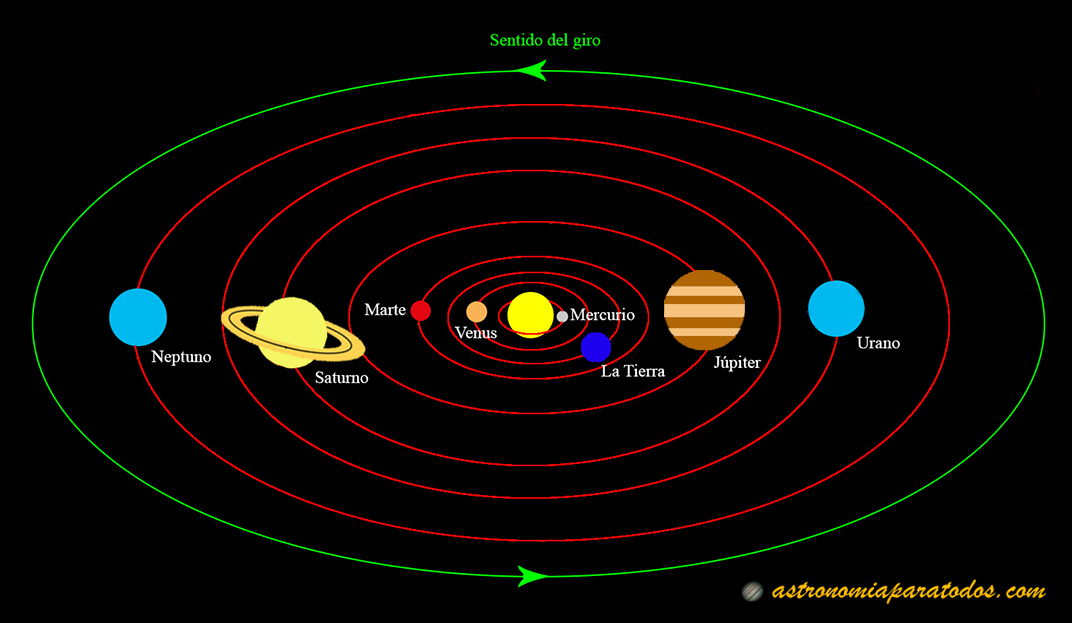 Sentido del giro
Marte
Mercurio
Venus
Neptuno
Saturno
La Tierra
Júpiter
Urano
astronomiaparatodos.com